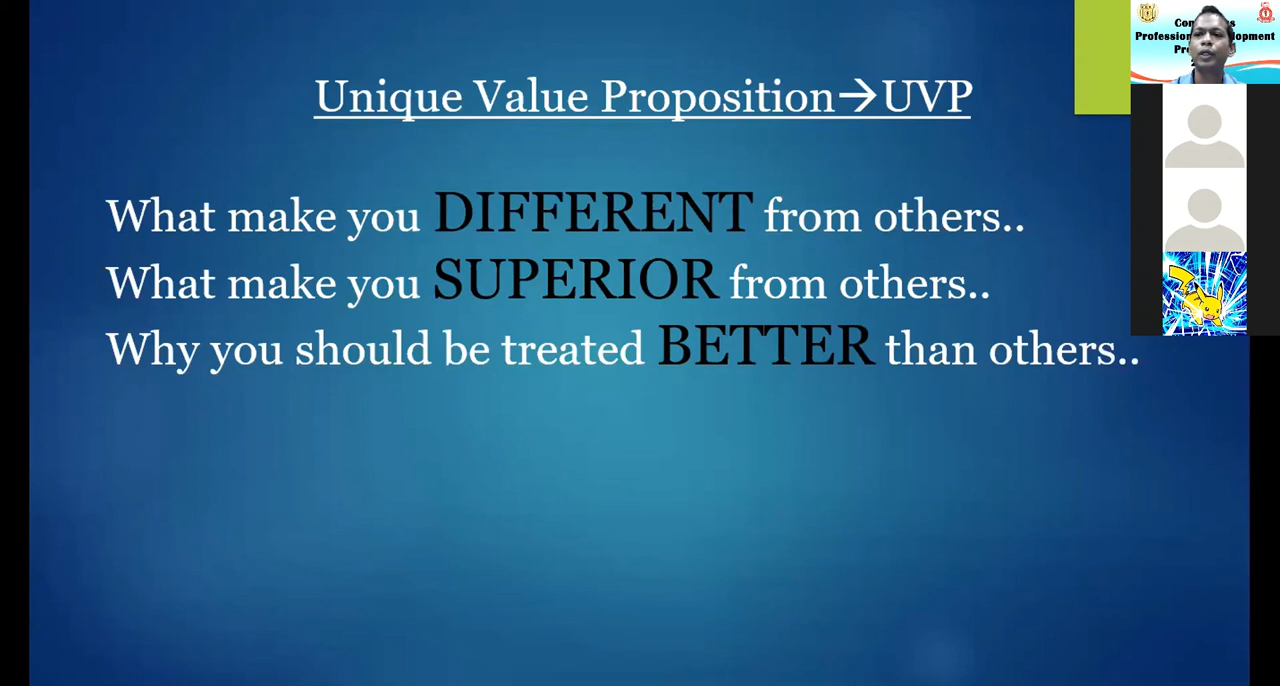 Unique Value Proposition→UVP
What make you DIFFERENT from others..
What make you SUPERIOR from others..
Why you should be treated BETTER than others..